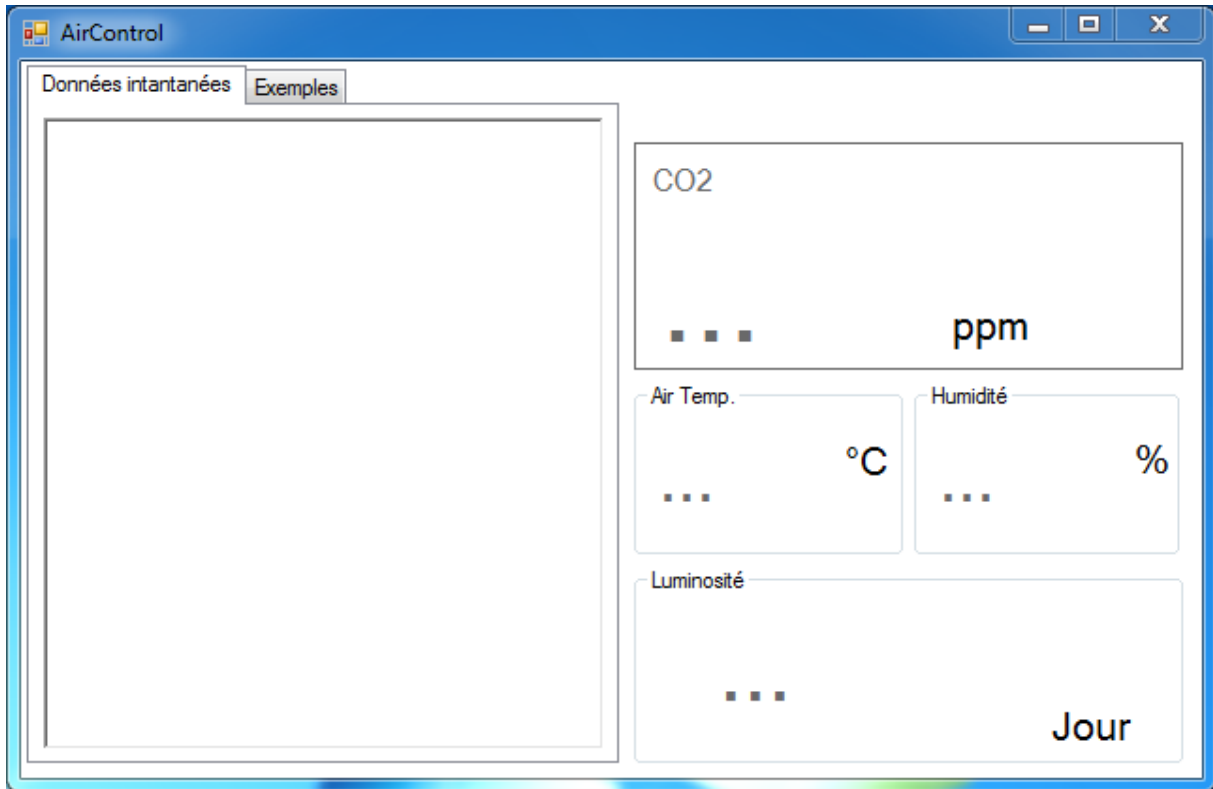 AirControl
Données intantanées
Exemples
CO2
... ppm
Air Temp.
... °C
Humidité
... %
Luminosité
...
Jour